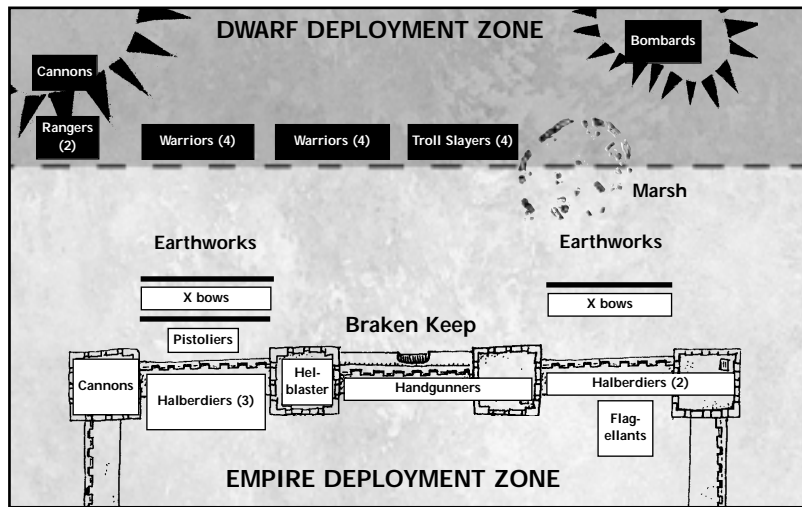 DWARF DEPLOYMENT ZONE
Bombards
Cannons
Rangers
(2)
Warriors (4)
Warriors (4)
Troll Slayers (4)
Marsh
Earthworks
Earthworks
X bows
X bows
Braken Keep
Pistoliers
Cannons
Halberdiers (3)
Hel-
blaster
Handgunners
Halberdiers (2)
Flag-
ellants
EMPIRE DEPLOYMENT ZONE